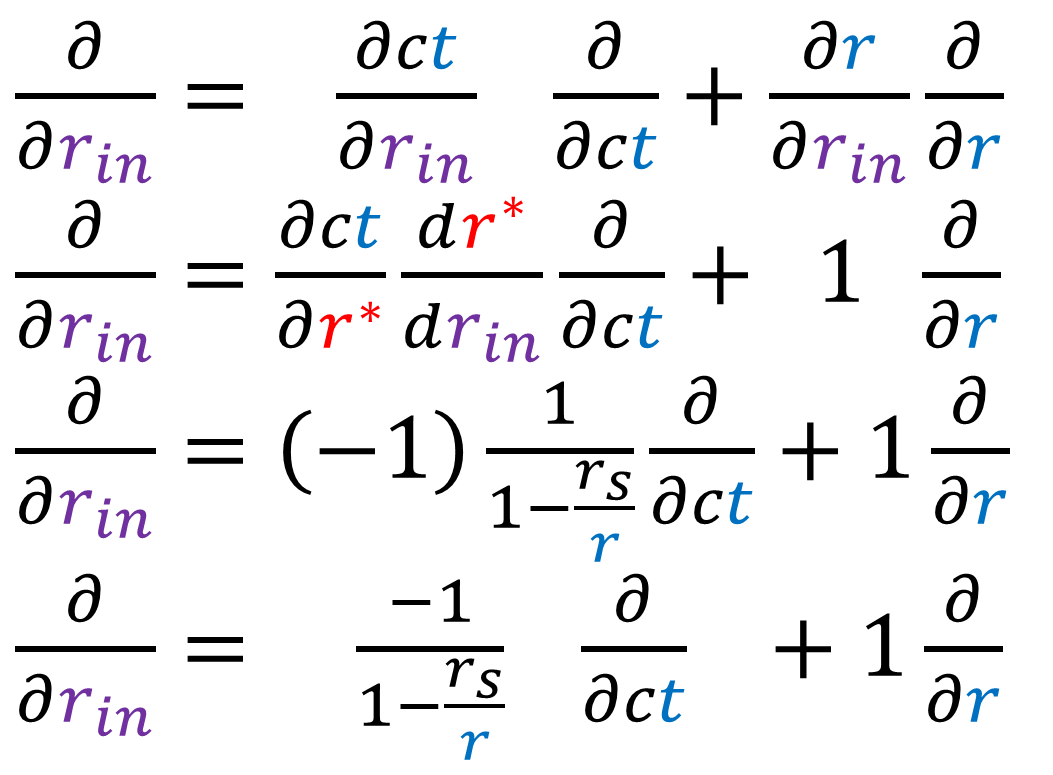 ∂/∂r_in = ∂ct/∂r_in ∂/∂ct + ∂r/∂r_in ∂/∂r
∂/∂r_in = ∂ct/∂r* dr*/dr_in ∂/∂ct + 1 ∂/∂r
∂/∂r_in = (−1) 1/(1−r_s/r) ∂/∂ct + 1 ∂/∂r
∂/∂r_in = −1/(1−r_s/r) ∂/∂ct + 1 ∂/∂r